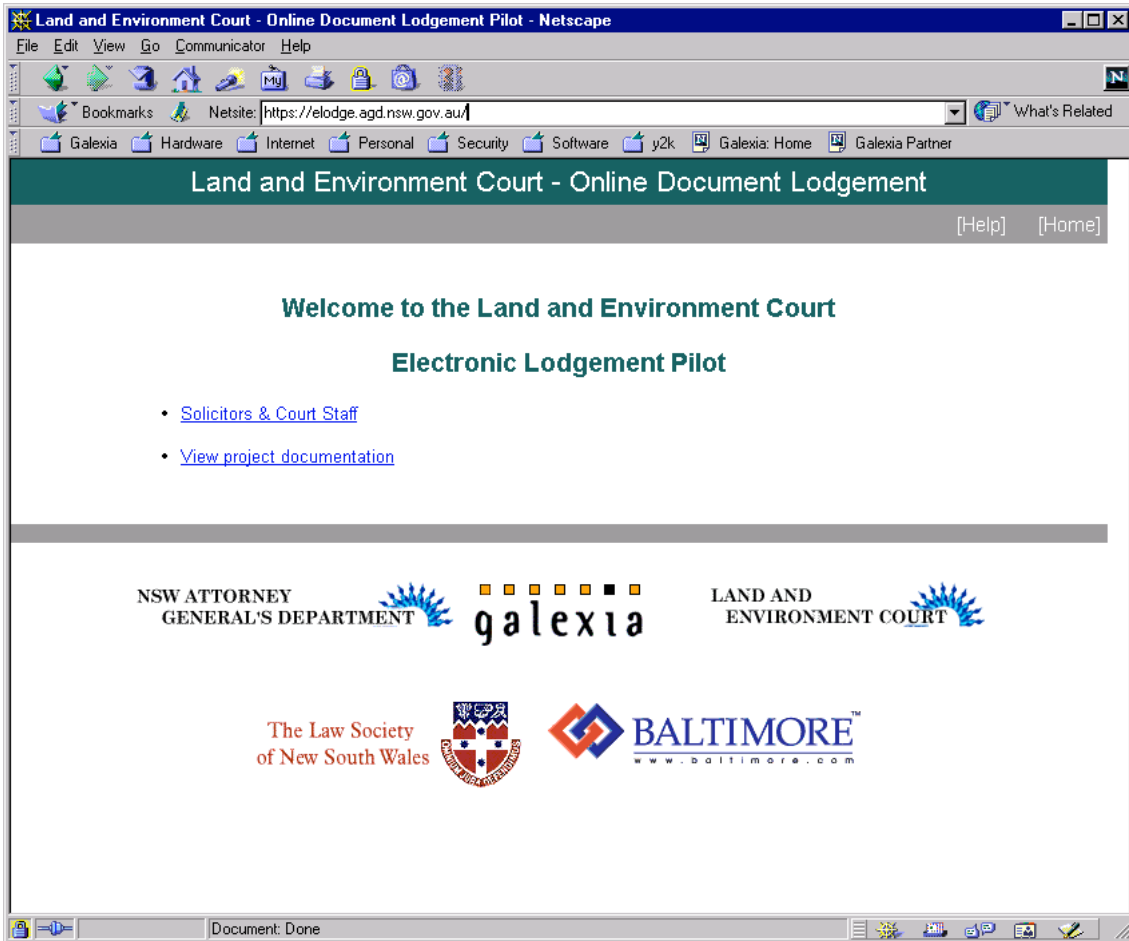 Land and Environment Court - Online Document Lodgement Pilot - Netscape
File Edit View Go Communicator Help
My
N
Bookmarks Netsite: https://elodge.agd.nsw.gov.au/ What's Related
Galexia Hardware Internet Personal Security Software y2k Galexia: Home Galexia Partner
Land and Environment Court - Online Document Lodgement
[Help] [Home]
Welcome to the Land and Environment Court
Electronic Lodgement Pilot
• Solicitors & Court Staff
• View project documentation
NSW ATTORNEY
GENERAL'S DEPARTMENT
galexia
LAND AND
ENVIRONMENT COURT
The Law Society
of New South Wales
BALTIMORE™
www.baltimore.com
Document: Done